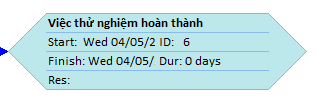 Việc thử nghiệm hoàn thành
Start: Wed 04/05/2 ID: 6
Finish: Wed 04/05/ Dur: 0 days
Res: